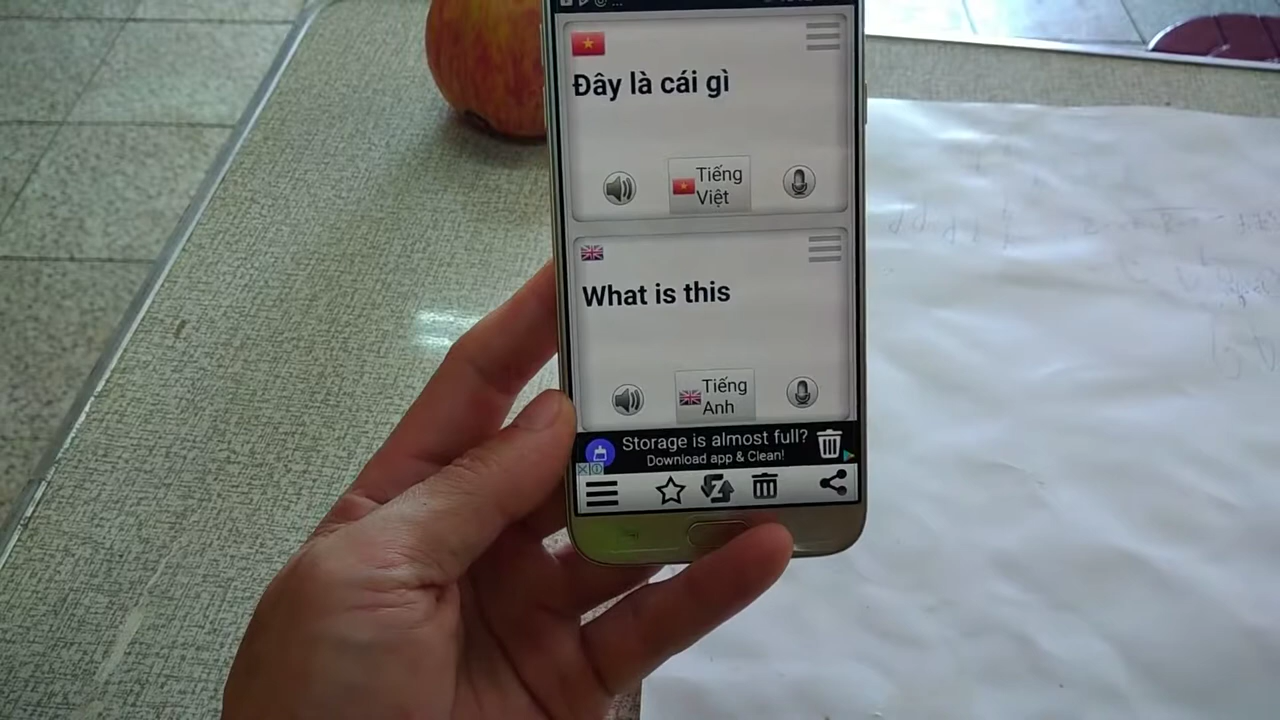 Đây là cái gì
Tiếng
Việt
What is this
Tiếng
Anh
Storage is almost full?
Download app & Clean!